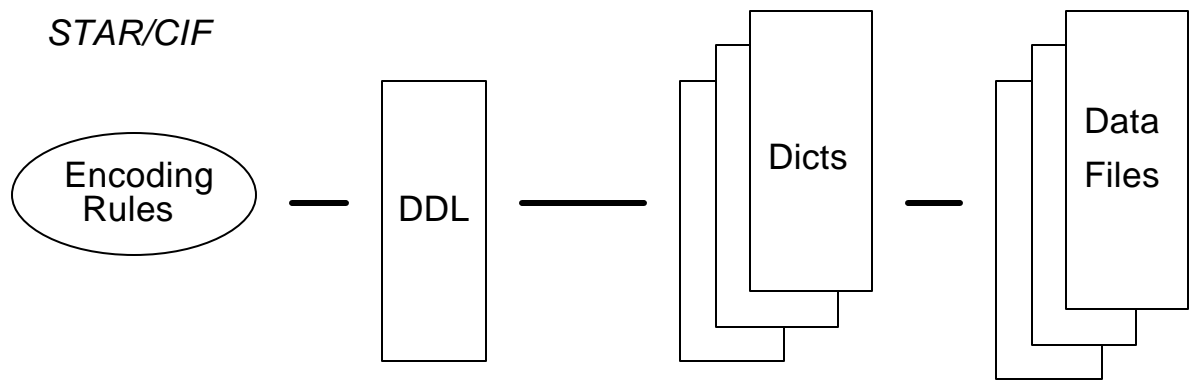 STAR/CIF
Encoding
Rules
DDL
Dicts
Data
Files